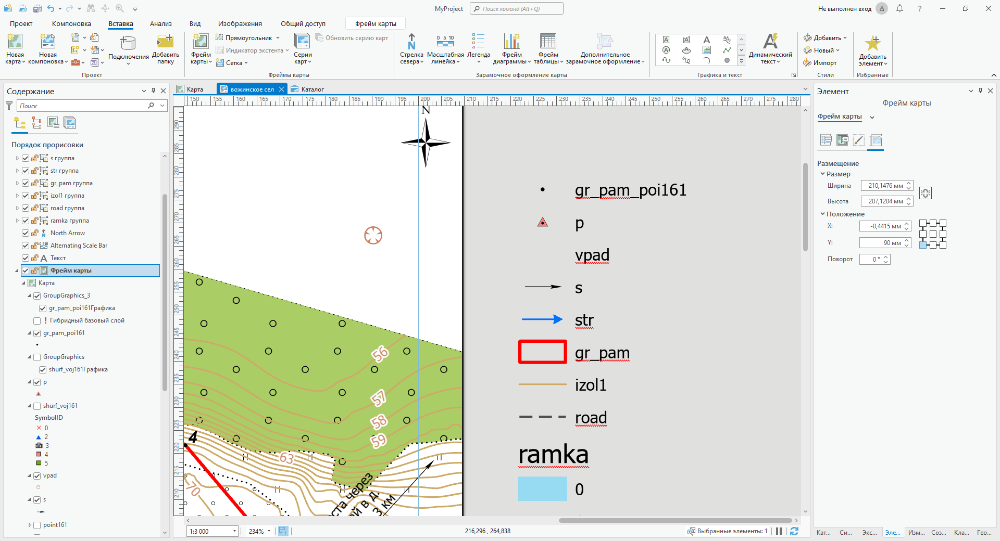 MyProject
Поиск команд (Alt+Q)
Не выполнен вход
?
Проект
Компоновка
Вставка
Анализ
Вид
Изображения
Общий доступ
Фрейм карты
Новая карта
Новая компоновка
Подключения
Добавить папку
Проект
Фрейм карты
Прямоугольник
Индикатор экстента
Сетка
Обновить серию карт
Серии карт
Фреймы карты
Стрелка севера
0 5 10
Масштабная линейка
Легенда
Фрейм диаграммы
Фрейм таблицы
Дополнительное зарамочное оформление
Зарамочное оформление карты
Динамический текст
Графика и текст
Добавить
Новый
Импорт
Стили
Добавить элемент
Избранные
Содержание
Поиск
Порядок прорисовки
s группа
str группа
gr_pam группа
izol1 группа
road группа
ramka группа
North Arrow
Alternating Scale Bar
Текст
Фрейм карты
Карта
GroupGraphics_3
gr_pam_poi161Графика
Гибридный базовый слой
gr_pam_poi161
GroupGraphics
shurf_voj161Графика
p
shurf_voj161
SymbolID
0
2
3
4
5
vpad
s
point161
Карта
вожинское сел
Каталог
150 155 160 165 170 175 180 185 190 195 200 205 210 215 220 225 230 235 240 245 250 255 260 265 270 275 280
290
285
280
275
270
265
260
255
250
245
240
235
230
225
220
215
210
N
56
57
58
59
4
63
70
ста через
ой в д.
3 км
gr_pam_poi161
p
vpad
s
str
gr_pam
izol1
road
ramka
0
1:3 000
234%
216,296 , 264,838
Выбранные элементы: 1
Элемент
Фрейм карты
Фрейм карты
Размещение
Размер
Ширина 210,1476 мм
Высота 207,1204 мм
Положение
X: -0,4415 мм
Y: 90 мм
Поворот 0 °
Кат... Си... Экс... Эле... Изм... Соз... Кла... Гео...